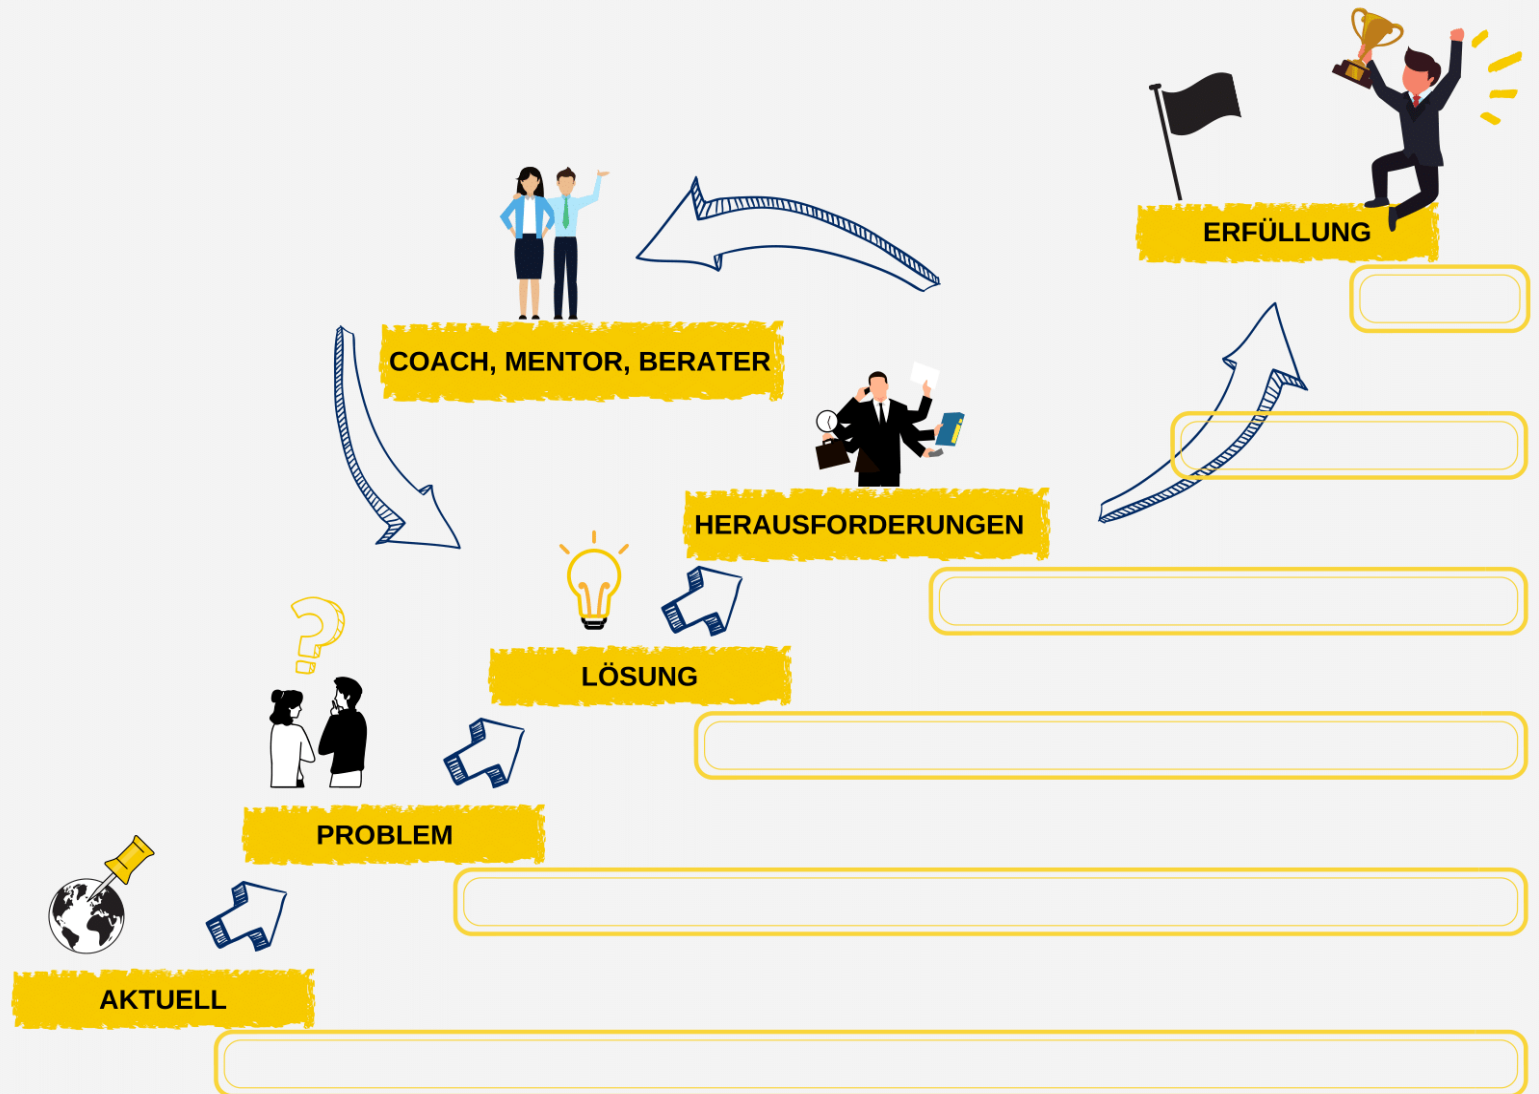 ERFÜLLUNG
COACH, MENTOR, BERATER
HERAUSFORDERUNGEN
LÖSUNG
PROBLEM
AKTUELL